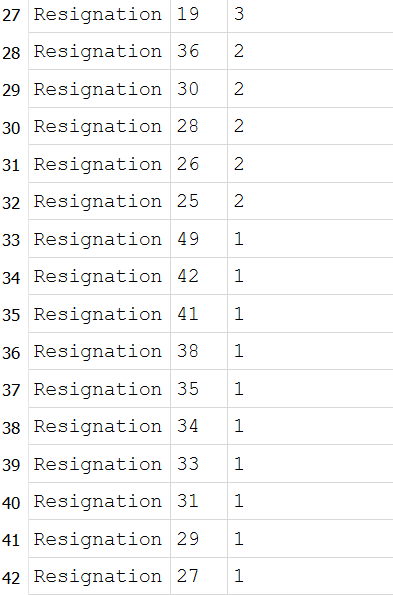 27 Resignation 19 3
28 Resignation 36 2
29 Resignation 30 2
30 Resignation 28 2
31 Resignation 26 2
32 Resignation 25 2
33 Resignation 49 1
34 Resignation 42 1
35 Resignation 41 1
36 Resignation 38 1
37 Resignation 35 1
38 Resignation 34 1
39 Resignation 33 1
40 Resignation 31 1
41 Resignation 29 1
42 Resignation 27 1